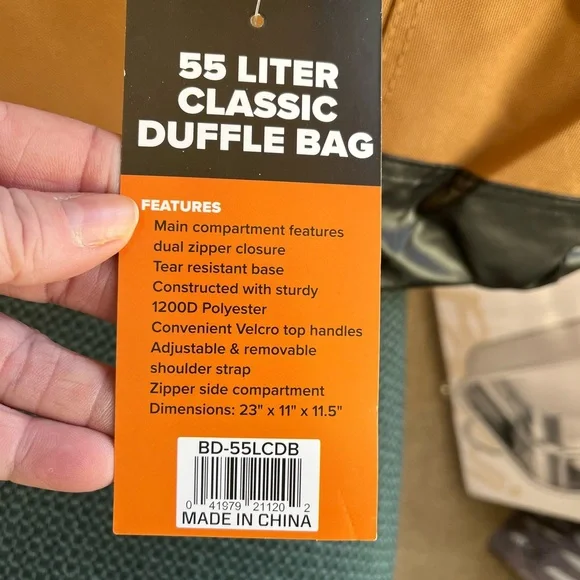 55 LITER
CLASSIC
DUFFLE BAG
FEATURES
Main compartment features
dual zipper closure
Tear resistant base
Constructed with sturdy
1200D Polyester
Convenient Velcro top handles
Adjustable & removable
shoulder strap
Zipper side compartment
Dimensions: 23" x 11" x 11.5"
BD-55LCDB
0 41979 21120 2
MADE IN CHINA